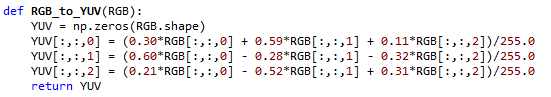 def RGB_to_YUV(RGB):
    YUV = np.zeros(RGB.shape)
    YUV[:,:,0] = (0.30*RGB[:,:,0] + 0.59*RGB[:,:,1] + 0.11*RGB[:,:,2])/255.0
    YUV[:,:,1] = (0.60*RGB[:,:,0] - 0.28*RGB[:,:,1] - 0.32*RGB[:,:,2])/255.0
    YUV[:,:,2] = (0.21*RGB[:,:,0] - 0.52*RGB[:,:,1] + 0.31*RGB[:,:,2])/255.0
    return YUV